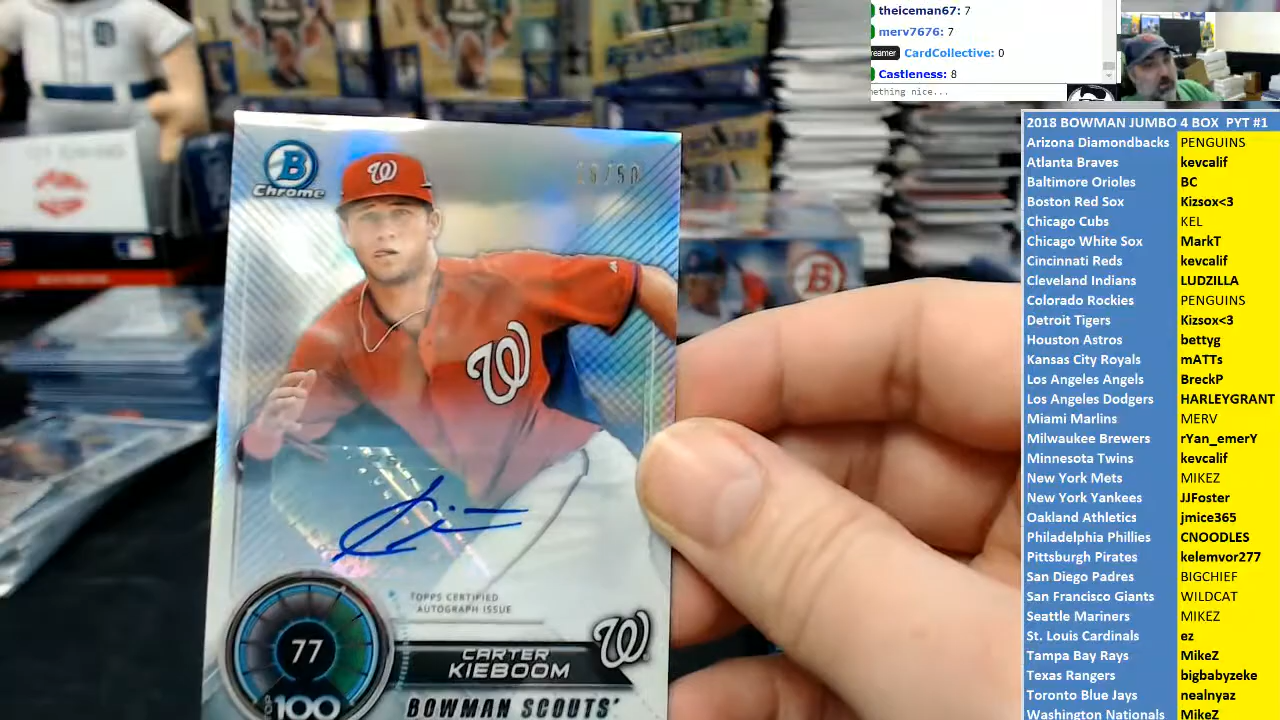 theiceman67: 7
merv7676: 7
reamer CardCollective: 0
Castleness: 8
nething nice...
2018 BOWMAN JUMBO 4 BOX PYT #1
Arizona Diamondbacks PENGUINS
Atlanta Braves kevcalif
Baltimore Orioles BC
Boston Red Sox Kizsox<3
Chicago Cubs KEL
Chicago White Sox MarkT
Cincinnati Reds kevcalif
Cleveland Indians LUDZILLA
Colorado Rockies PENGUINS
Detroit Tigers Kizsox<3
Houston Astros bettyg
Kansas City Royals mATTs
Los Angeles Angels BreckP
Los Angeles Dodgers HARLEYGRANT
Miami Marlins MERV
Milwaukee Brewers rYan_emerY
Minnesota Twins kevcalif
New York Mets MIKEZ
New York Yankees JJFoster
Oakland Athletics jmice365
Philadelphia Phillies CNOODLES
Pittsburgh Pirates kelemvor277
San Diego Padres BIGCHIEF
San Francisco Giants WILDCAT
Seattle Mariners MIKEZ
St. Louis Cardinals ez
Tampa Bay Rays MikeZ
Texas Rangers bigbabyzeke
Toronto Blue Jays nealnyaz
Washington Nationals MikeZ
B
Chrome
W
W
TOPPS CERTIFIED
AUTOGRAPH ISSUE
77
100
CARTER
KIEBOOM
W
BOWMAN SCOUTS'
B